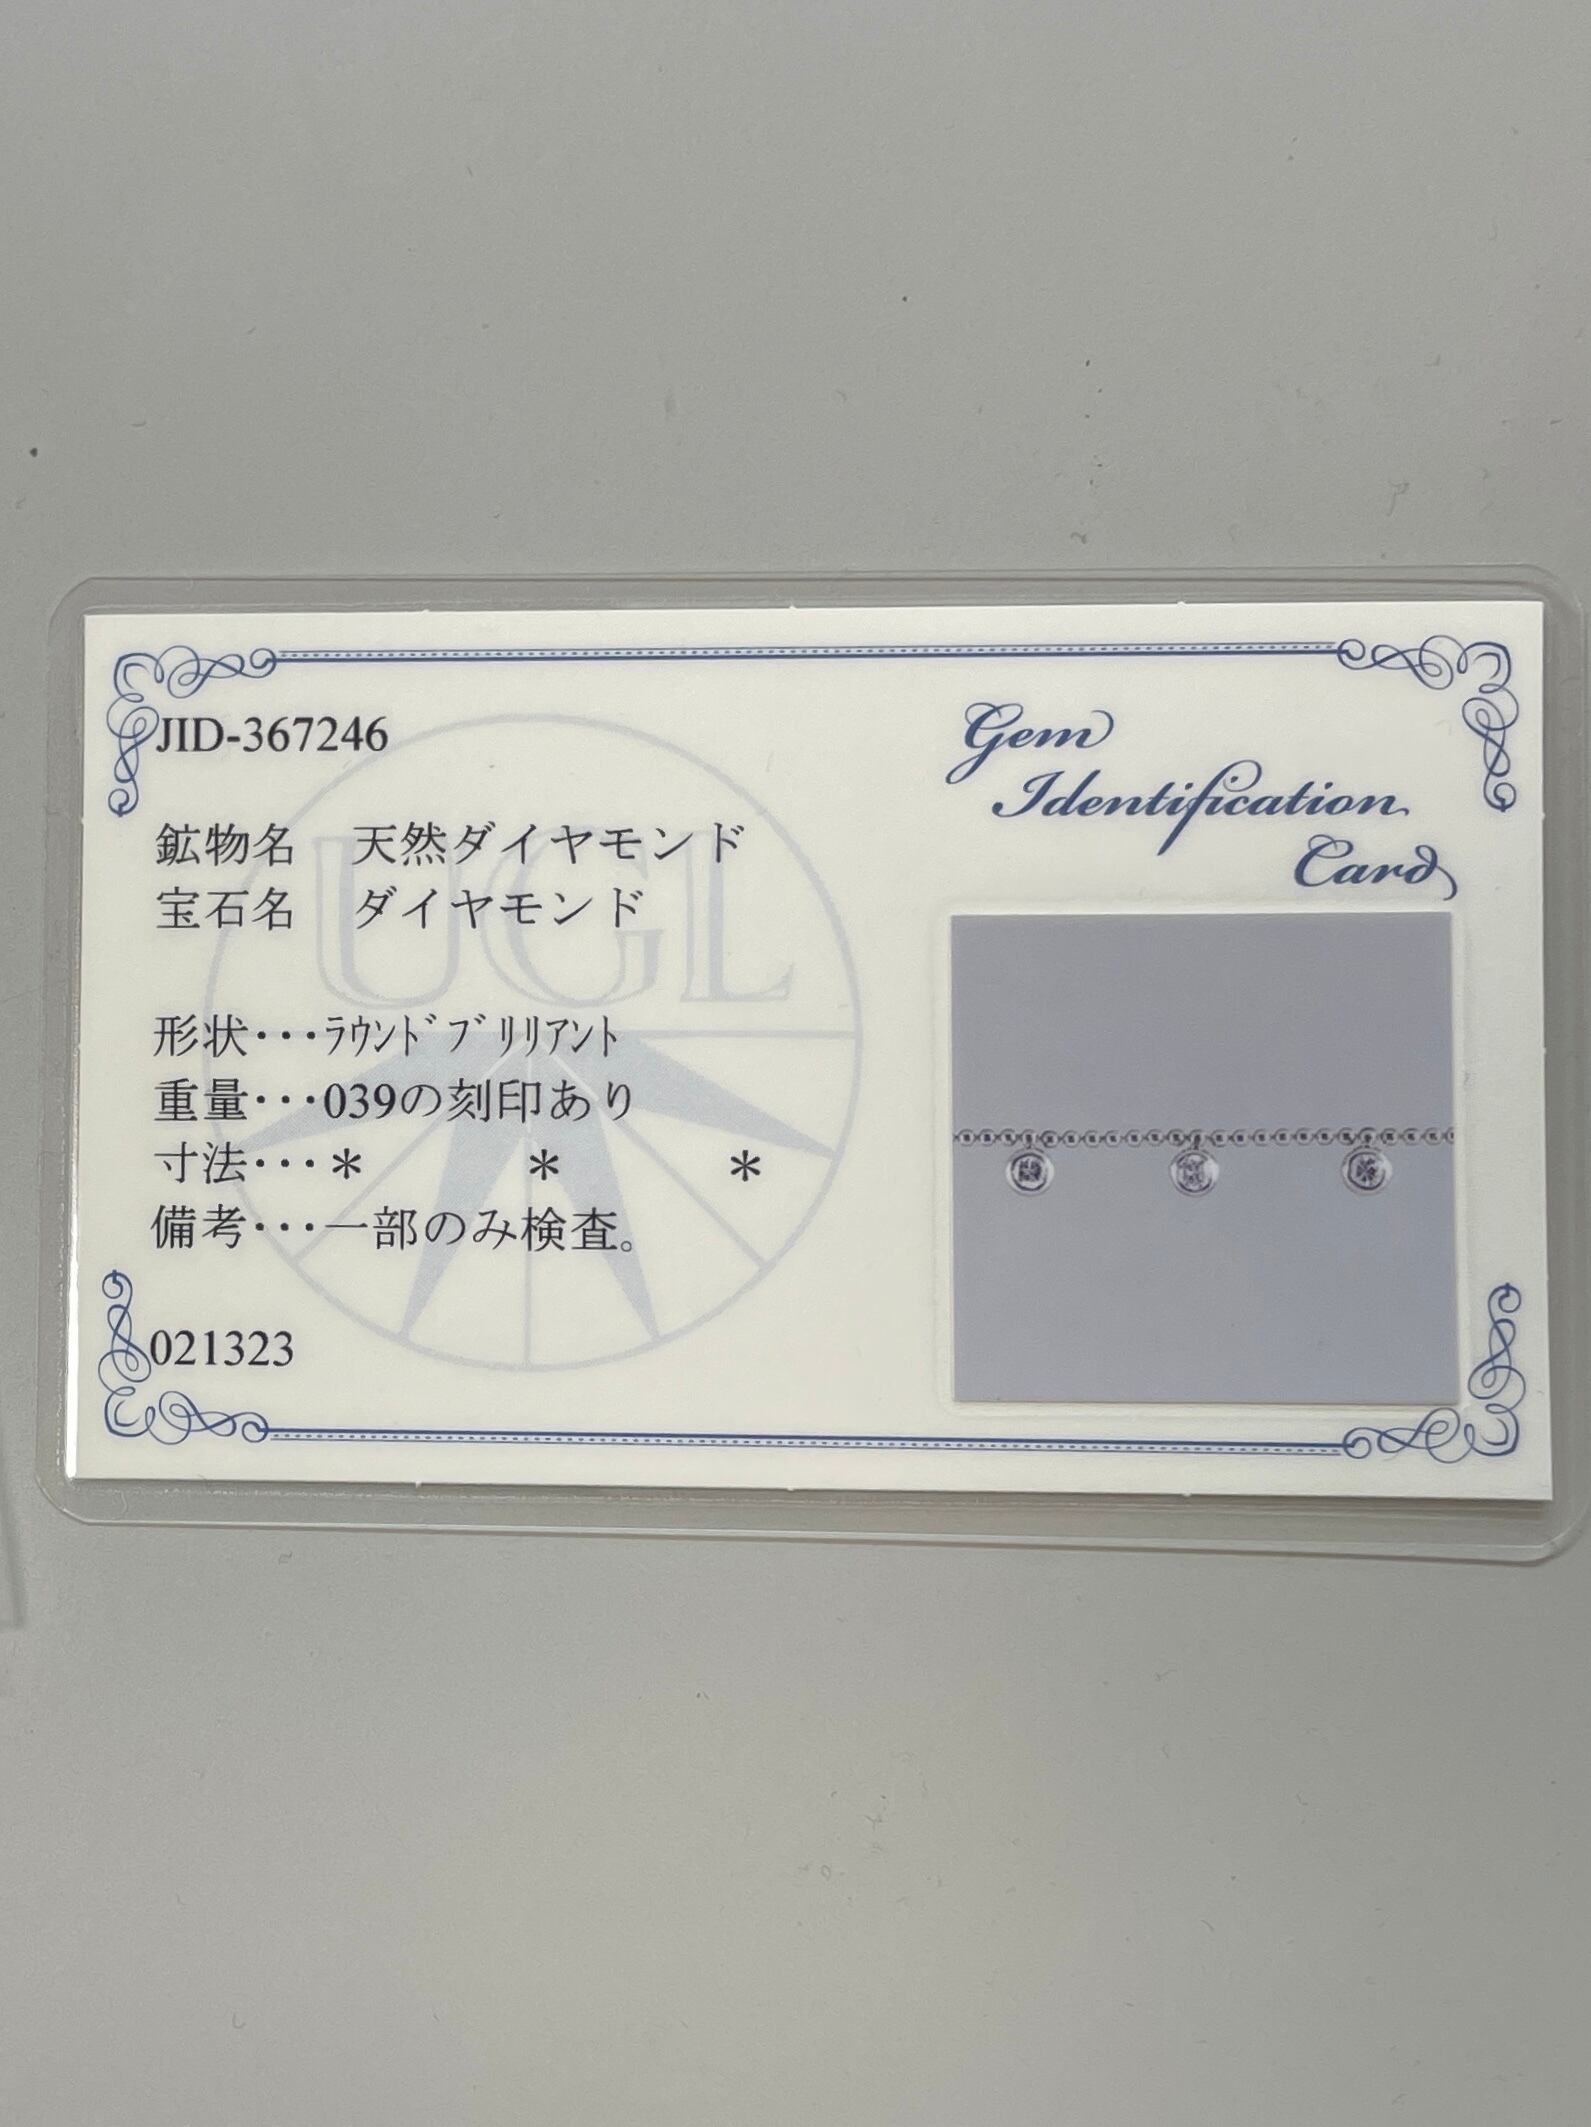 JID-367246
Gem
Identification
Card
鉱物名　天然ダイヤモンド
宝石名　ダイヤモンド
UGL
形状･･･ﾗｳﾝﾄﾞﾌﾞﾘﾘｱﾝﾄ
重量･･･039の刻印あり
寸法･･･＊　＊　＊
備考･･･一部のみ検査。
021323